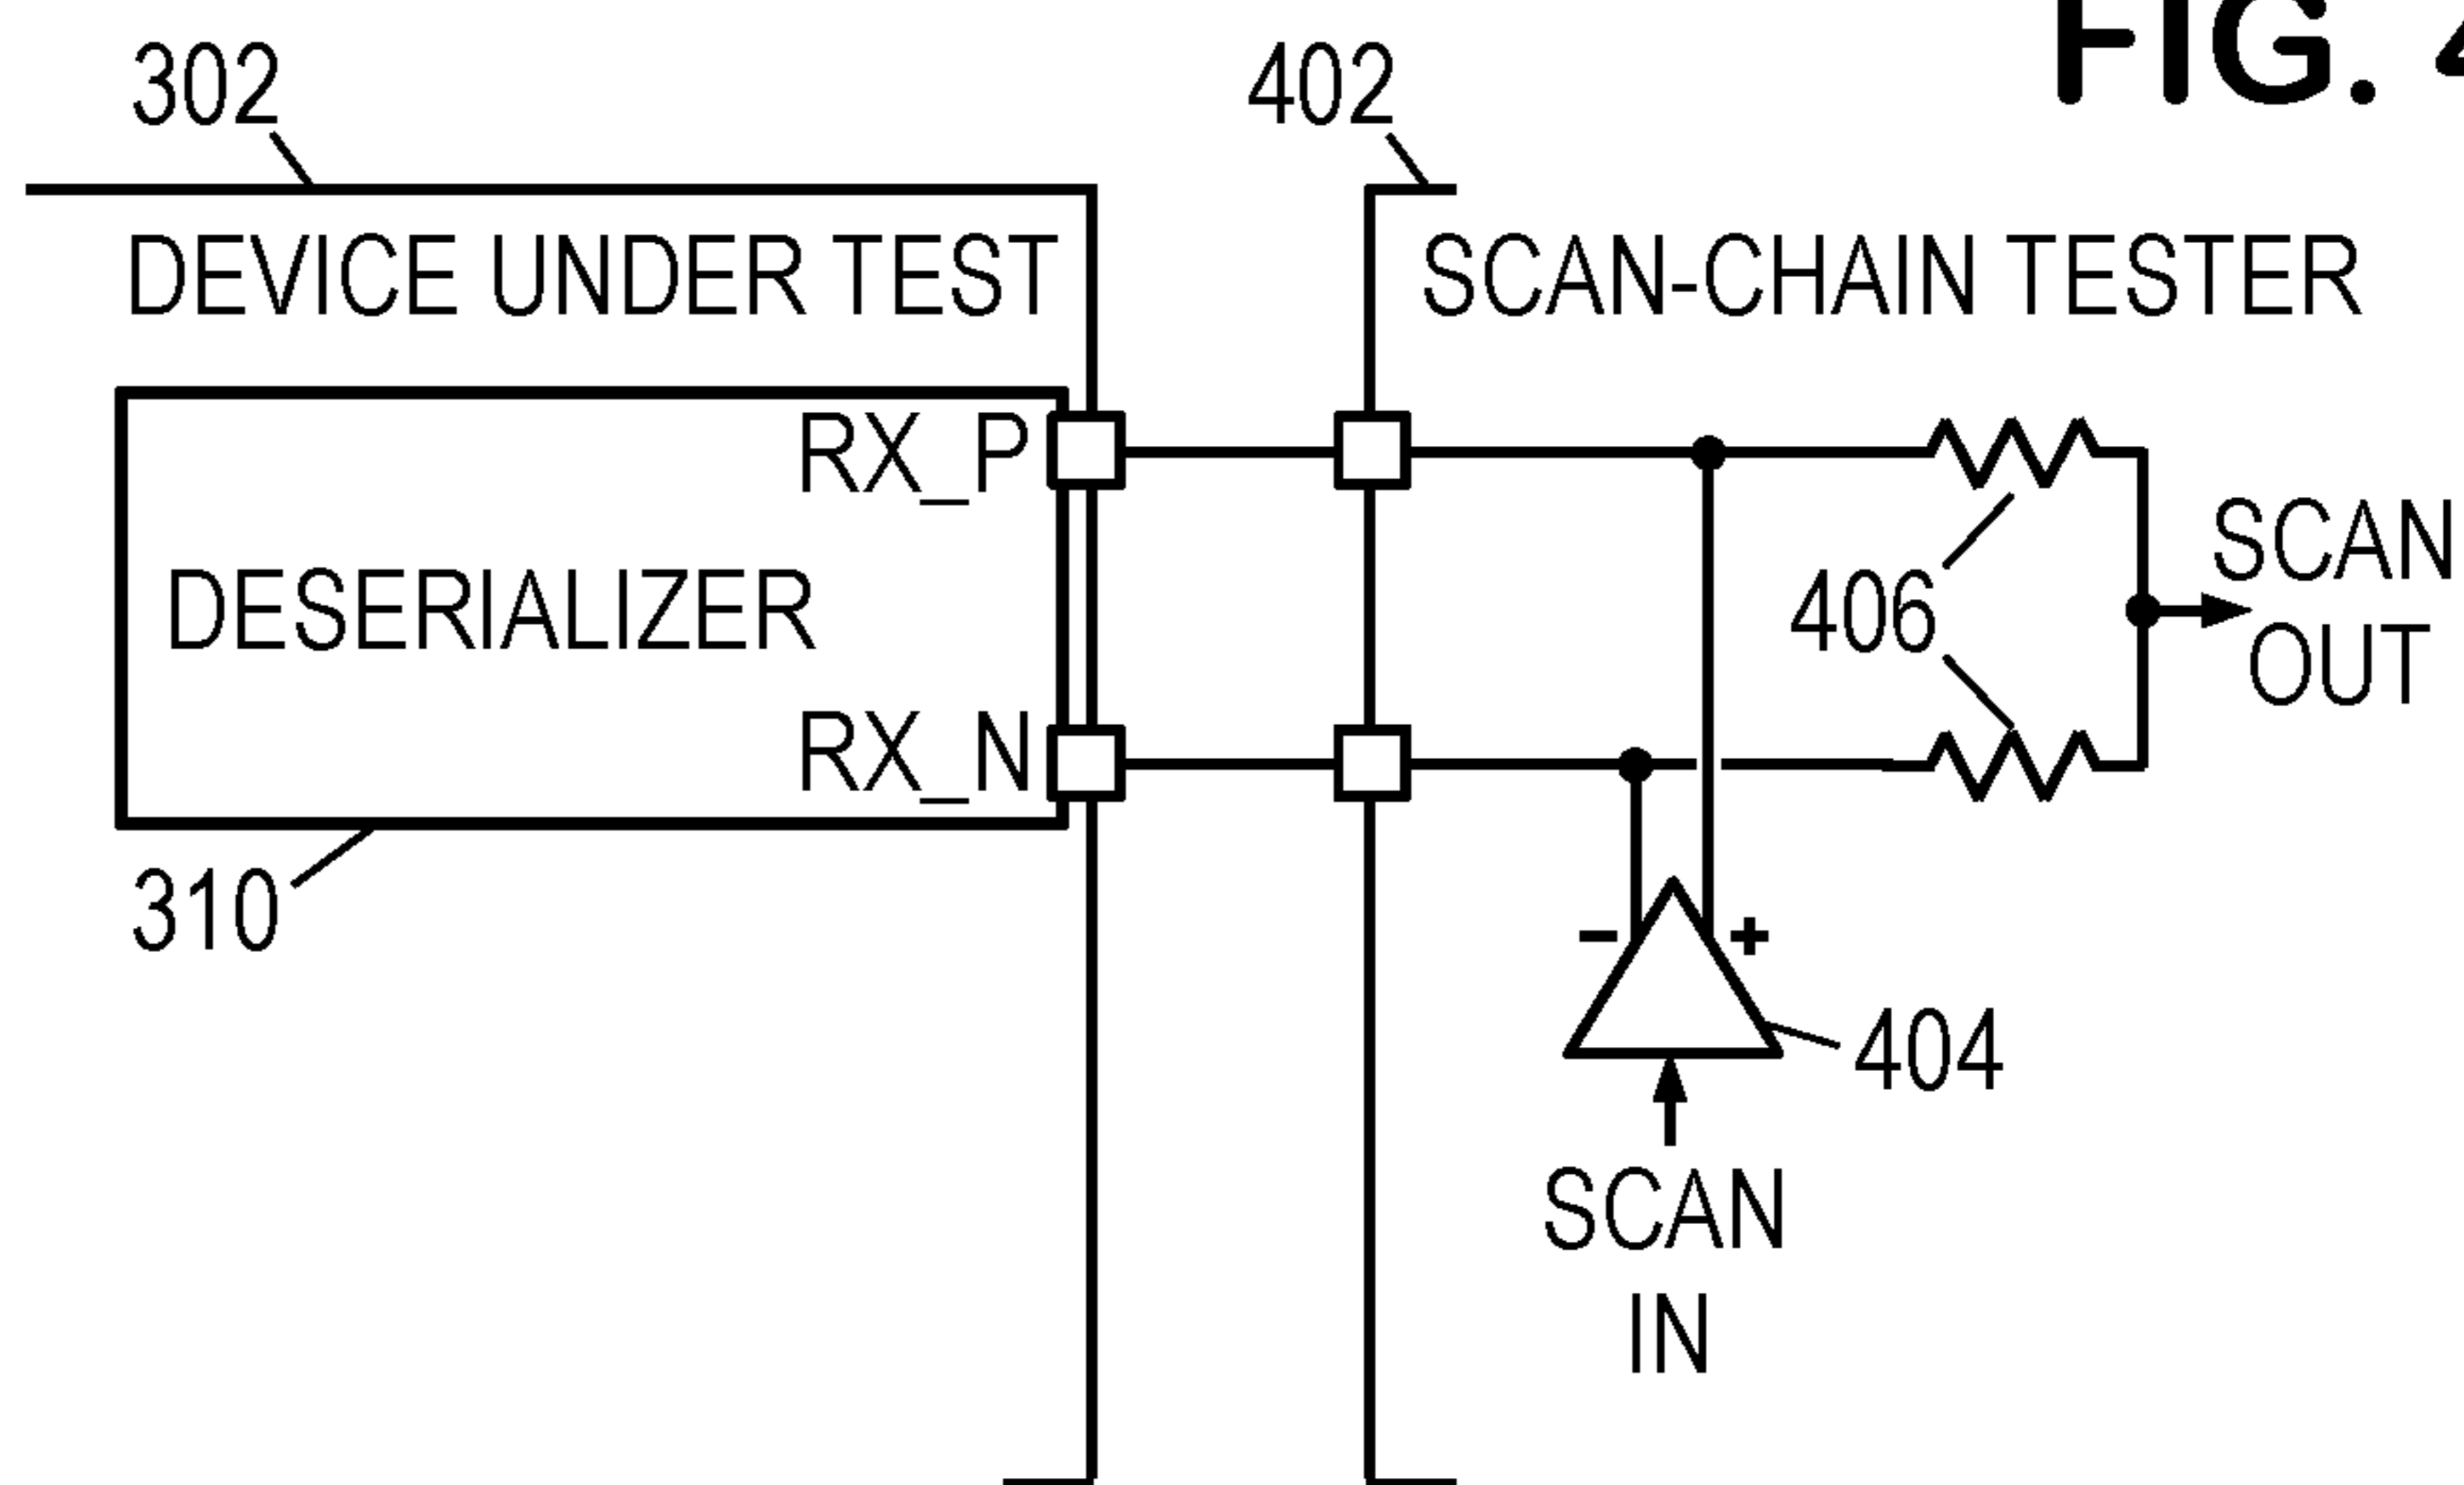 FIG. 4
302
402
DEVICE UNDER TEST
SCAN-CHAIN TESTER
RX_P
DESERIALIZER
406
SCAN
OUT
RX_N
310
- +
404
SCAN
IN